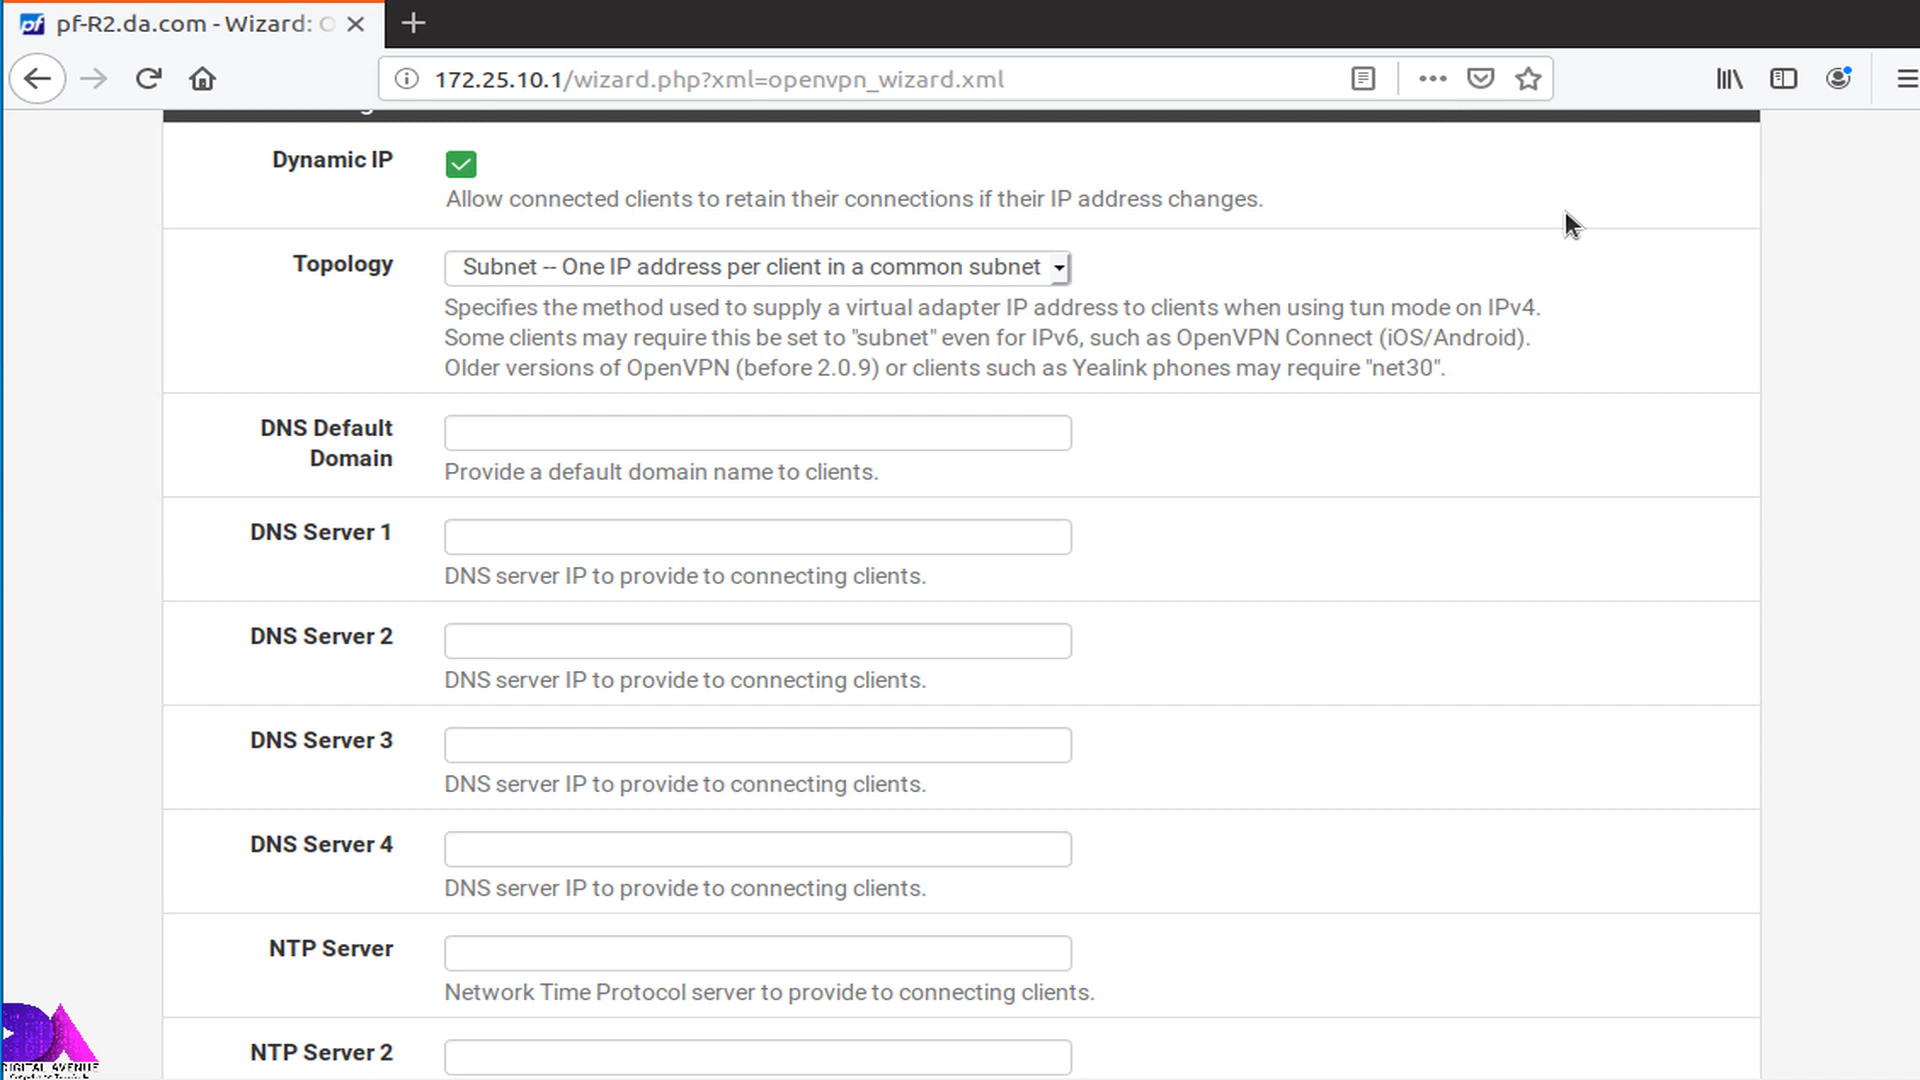 pf-R2.da.com - Wizard:
172.25.10.1/wizard.php?xml=openvpn_wizard.xml
Dynamic IP
Allow connected clients to retain their connections if their IP address changes.
Topology
Subnet -- One IP address per client in a common subnet
Specifies the method used to supply a virtual adapter IP address to clients when using tun mode on IPv4.
Some clients may require this be set to "subnet" even for IPv6, such as OpenVPN Connect (iOS/Android).
Older versions of OpenVPN (before 2.0.9) or clients such as Yealink phones may require "net30".
DNS Default
Domain
Provide a default domain name to clients.
DNS Server 1
DNS server IP to provide to connecting clients.
DNS Server 2
DNS server IP to provide to connecting clients.
DNS Server 3
DNS server IP to provide to connecting clients.
DNS Server 4
DNS server IP to provide to connecting clients.
NTP Server
Network Time Protocol server to provide to connecting clients.
NTP Server 2
DIGITAL AVENUE